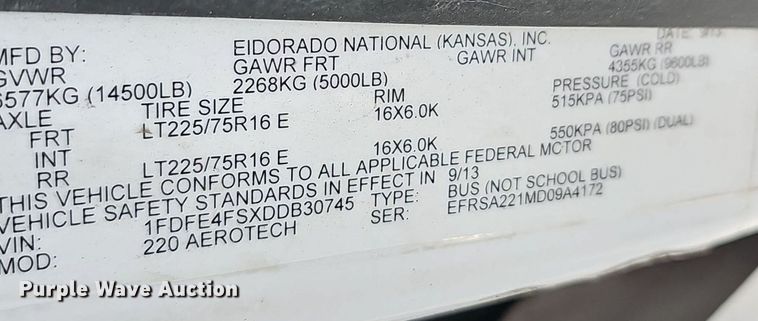 MFD BY: EIDORADO NATIONAL (KANSAS), INC. DATE: 9/13
GVWR GAWR FRT GAWR INT GAWR RR
6577KG (14500LB) 2268KG (5000LB) 4355KG (9600LB)
AXLE TIRE SIZE RIM PRESSURE (COLD)
FRT LT225/75R16 E 16X6.0K 515KPA (75PSI)
INT
RR LT225/75R16 E 16X6.0K 550KPA (80PSI) (DUAL)
THIS VEHICLE CONFORMS TO ALL APPLICABLE FEDERAL MOTOR
VEHICLE SAFETY STANDARDS IN EFFECT IN 9/13
VIN: 1FDFE4FSXDDB30745 TYPE: BUS (NOT SCHOOL BUS)
MOD: 220 AEROTECH SER: EFRSA221MD09A4172
Purple Wave Auction